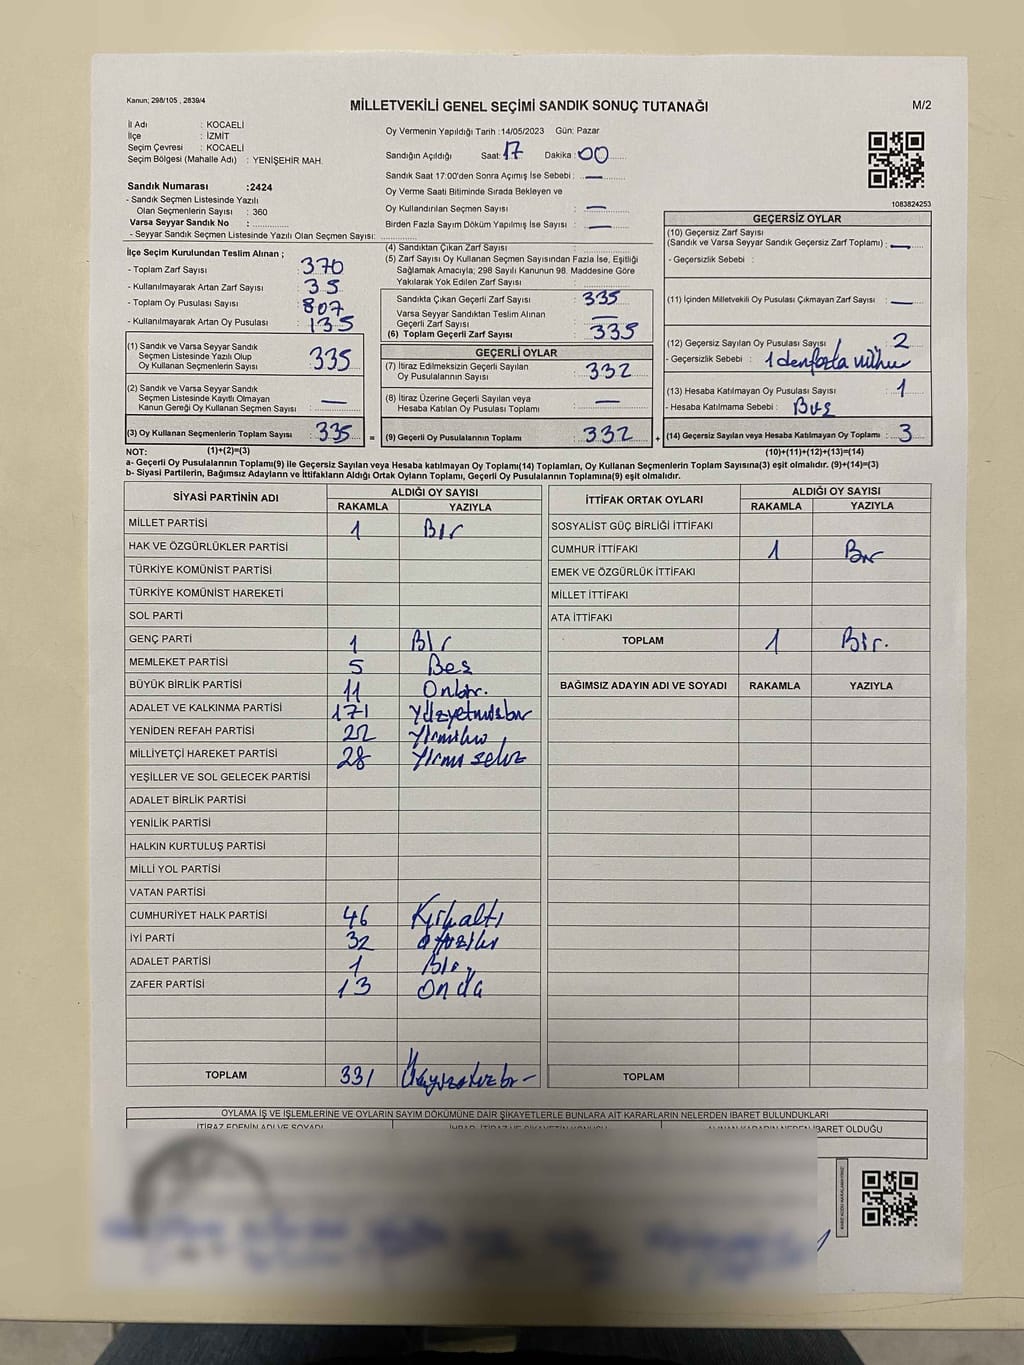 Kanun; 298/105 , 2839/4
MİLLETVEKİLİ GENEL SEÇİMİ SANDIK SONUÇ TUTANAĞI
M/2
İl Adı : KOCAELİ
İlçe : İZMİT
Seçim Çevresi : KOCAELİ
Seçim Bölgesi (Mahalle Adı) : YENİŞEHİR MAH.
Sandık Numarası :2424
- Sandık Seçmen Listesinde Yazılı
Olan Seçmenlerin Sayısı : 360
Varsa Seyyar Sandık No :
- Seyyar Sandık Seçmen Listesinde Yazılı Olan Seçmen Sayısı:
Oy Vermenin Yapıldığı Tarih :14/05/2023 Gün: Pazar
Sandığın Açıldığı Saat: 17 Dakika : 00
Sandık Saat 17:00'den Sonra Açımış İse Sebebi : —
Oy Verme Saati Bitiminde Sırada Bekleyen ve
Oy Kullandırılan Seçmen Sayısı : —
Birden Fazla Sayım Döküm Yapılmış İse Sayısı : —
1083824253
İlçe Seçim Kurulundan Teslim Alınan ;
- Toplam Zarf Sayısı : 370
- Kullanılmayarak Artan Zarf Sayısı : 35
- Toplam Oy Pusulası Sayısı : 807
- Kullanılmayarak Artan Oy Pusulası : 135
(1) Sandık ve Varsa Seyyar Sandık
Seçmen Listesinde Yazılı Olup
Oy Kullanan Seçmenlerin Sayısı : 335
(2) Sandık ve Varsa Seyyar Sandık
Seçmen Listesinde Kayıtlı Olmayan
Kanun Gereği Oy Kullanan Seçmen Sayısı : —
(3) Oy Kullanan Seçmenlerin Toplam Sayısı : 335 =
(4) Sandıktan Çıkan Zarf Sayısı :
(5) Zarf Sayısı Oy Kullanan Seçmen Sayısından Fazla İse, Eşitliği
Sağlamak Amacıyla; 298 Sayılı Kanunun 98. Maddesine Göre
Yakılarak Yok Edilen Zarf Sayısı :
Sandıkta Çıkan Geçerli Zarf Sayısı : 335
Varsa Seyyar Sandıktan Teslim Alınan
Geçerli Zarf Sayısı : —
(6) Toplam Geçerli Zarf Sayısı : 335
GEÇERLİ OYLAR
(7) İtiraz Edilmeksizin Geçerli Sayılan
Oy Pusulalarının Sayısı : 332
(8) İtiraz Üzerine Geçerli Sayılan veya
Hesaba Katılan Oy Pusulası Toplamı : —
(9) Geçerli Oy Pusulalarının Toplamı : 332 +
GEÇERSİZ OYLAR
(10) Geçersiz Zarf Sayısı
(Sandık ve Varsa Seyyar Sandık Geçersiz Zarf Toplamı) : —
- Geçersizlik Sebebi :
(11) İçinden Milletvekili Oy Pusulası Çıkmayan Zarf Sayısı : —
(12) Geçersiz Sayılan Oy Pusulası Sayısı : 2
- Geçersizlik Sebebi : 1 den fazla mühür
(13) Hesaba Katılmayan Oy Pusulası Sayısı : 1
- Hesaba Katılmama Sebebi : Boş
(14) Geçersiz Sayılan veya Hesaba Katılmayan Oy Toplamı : 3
NOT: (1)+(2)=(3)
(10)+(11)+(12)+(13)=(14)
a- Geçerli Oy Pusulalarının Toplamı(9) ile Geçersiz Sayılan veya Hesaba katılmayan Oy Toplamı(14) Toplamları, Oy Kullanan Seçmenlerin Toplam Sayısına(3) eşit olmalıdır. (9)+(14)=(3)
b- Siyasi Partilerin, Bağımsız Adayların ve İttifakların Aldığı Ortak Oyların Toplamı, Geçerli Oy Pusulalarının Toplamına(9) eşit olmalıdır.
SİYASİ PARTİNİN ADI ALDIĞI OY SAYISI
RAKAMLA YAZIYLA
MİLLET PARTİSİ 1 Bir
HAK VE ÖZGÜRLÜKLER PARTİSİ
TÜRKİYE KOMÜNİST PARTİSİ
TÜRKİYE KOMÜNİST HAREKETİ
SOL PARTİ
GENÇ PARTİ 1 Bir
MEMLEKET PARTİSİ 5 Beş
BÜYÜK BİRLİK PARTİSİ 11 Onbir.
ADALET VE KALKINMA PARTİSİ 171 Yüzyetmişbir
YENİDEN REFAH PARTİSİ 22 Yirmiiki
MİLLİYETÇİ HAREKET PARTİSİ 28 Yirmi sekiz
YEŞİLLER VE SOL GELECEK PARTİSİ
ADALET BİRLİK PARTİSİ
YENİLİK PARTİSİ
HALKIN KURTULUŞ PARTİSİ
MİLLİ YOL PARTİSİ
VATAN PARTİSİ
CUMHURİYET HALK PARTİSİ 46 Kırkaltı
İYİ PARTİ 32 otuziki
ADALET PARTİSİ 1 Bir
ZAFER PARTİSİ 13 Onüç
TOPLAM 331 Üçyüzotuzbir
İTTİFAK ORTAK OYLARI ALDIĞI OY SAYISI
RAKAMLA YAZIYLA
SOSYALİST GÜÇ BİRLİĞİ İTTİFAKI
CUMHUR İTTİFAKI 1 Bir
EMEK VE ÖZGÜRLÜK İTTİFAKI
MİLLET İTTİFAKI
ATA İTTİFAKI
TOPLAM 1 Bir.
BAĞIMSIZ ADAYIN ADI VE SOYADI RAKAMLA YAZIYLA
TOPLAM
OYLAMA İŞ VE İŞLEMLERİNE VE OYLARIN SAYIM DÖKÜMÜNE DAİR ŞİKAYETLERLE BUNLARA AİT KARARLARIN NELERDEN İBARET BULUNDUKLARI
İTİRAZ EDENİN ADI VE SOYADI